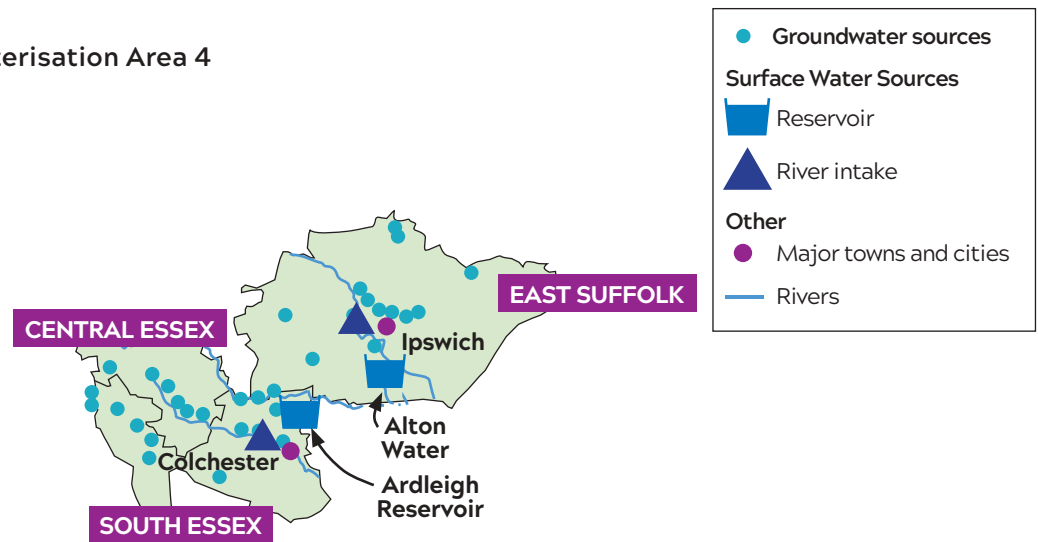 Area 4
Groundwater sources
Surface Water Sources
Reservoir
River intake
Other
Major towns and cities
Rivers
EAST SUFFOLK
CENTRAL ESSEX
Ipswich
Alton
Water
Colchester
Ardleigh
Reservoir
SOUTH ESSEX